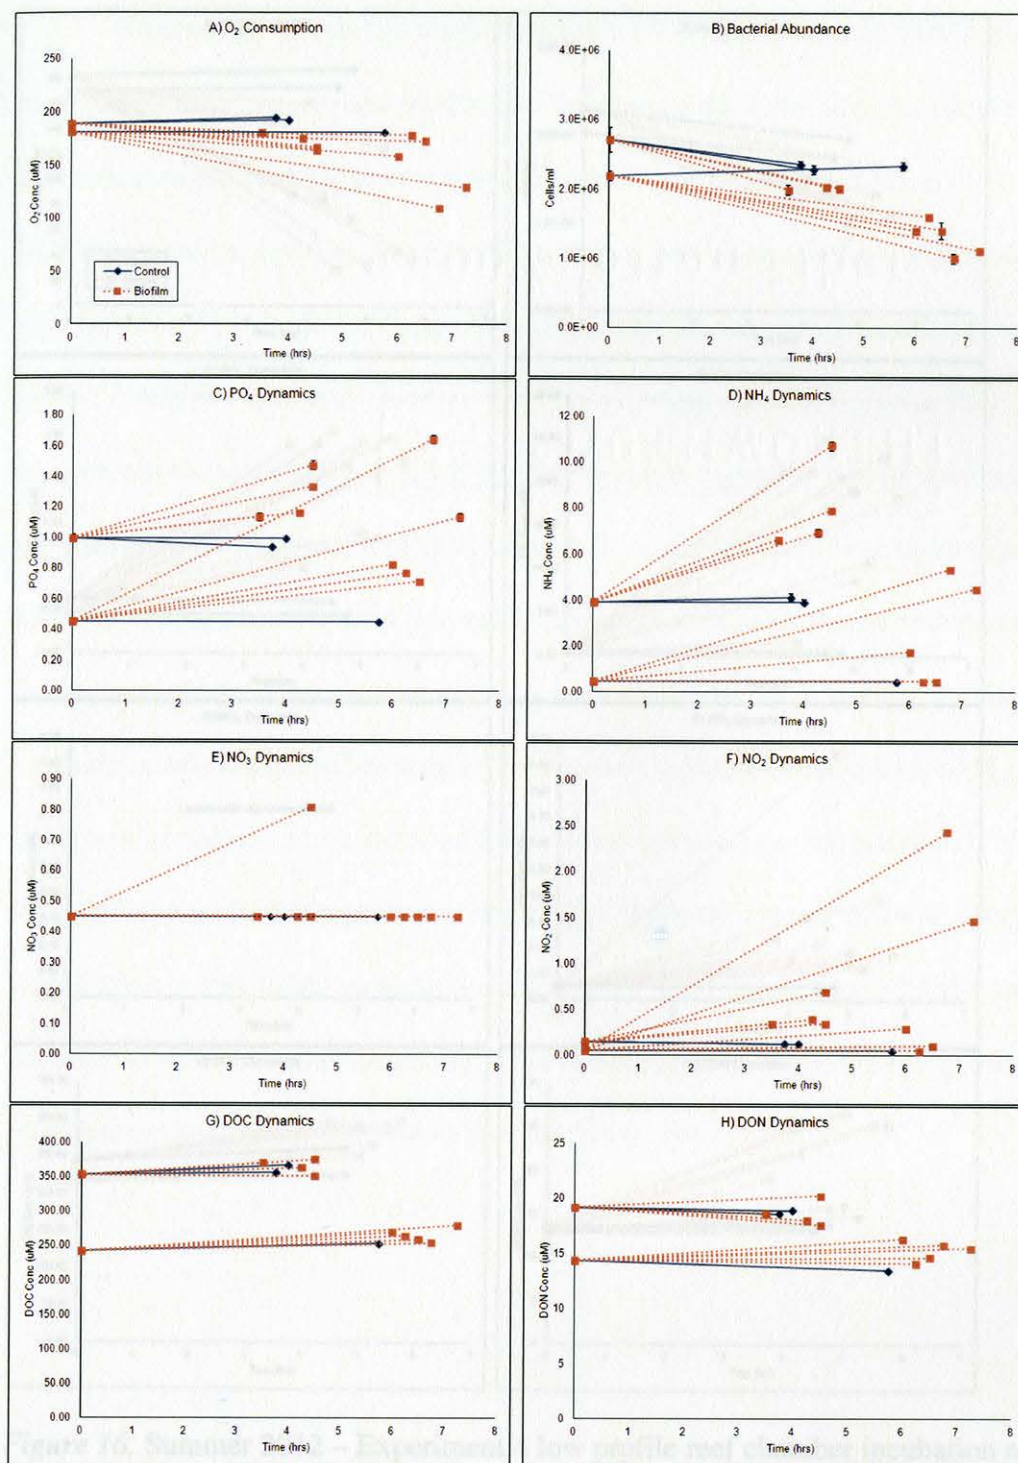 A) O₂ Consumption
250
200
150
100
50
0
O₂ Conc (uM)
Control
Biofilm
0 1 2 3 4 5 6 7 8
Time (hrs)
B) Bacterial Abundance
4.0E+06
3.0E+06
2.0E+06
1.0E+06
0.0E+00
Cells/ml
0 1 2 3 4 5 6 7 8
Time (hrs)
C) PO₄ Dynamics
1.80
1.60
1.40
1.20
1.00
0.80
0.60
0.40
0.20
0.00
PO₄ Conc (uM)
0 1 2 3 4 5 6 7 8
Time (hrs)
D) NH₄ Dynamics
12.00
10.00
8.00
6.00
4.00
2.00
0.00
NH₄ Conc (uM)
0 1 2 3 4 5 6 7 8
Time (hrs)
E) NO₃ Dynamics
0.90
0.80
0.70
0.60
0.50
0.40
0.30
0.20
0.10
0.00
NO₃ Conc (uM)
0 1 2 3 4 5 6 7 8
Time (hrs)
F) NO₂ Dynamics
3.00
2.50
2.00
1.50
1.00
0.50
0.00
NO₂ Conc (uM)
0 1 2 3 4 5 6 7 8
Time (hrs)
G) DOC Dynamics
400.00
350.00
300.00
250.00
200.00
150.00
100.00
50.00
0.00
DOC Conc (uM)
0 1 2 3 4 5 6 7 8
Time (hrs)
H) DON Dynamics
25
20
15
10
5
0
DON Conc (uM)
0 1 2 3 4 5 6 7 8
Time (hrs)
Figure 16. Summer – Experiment low profile reef chamber incubation